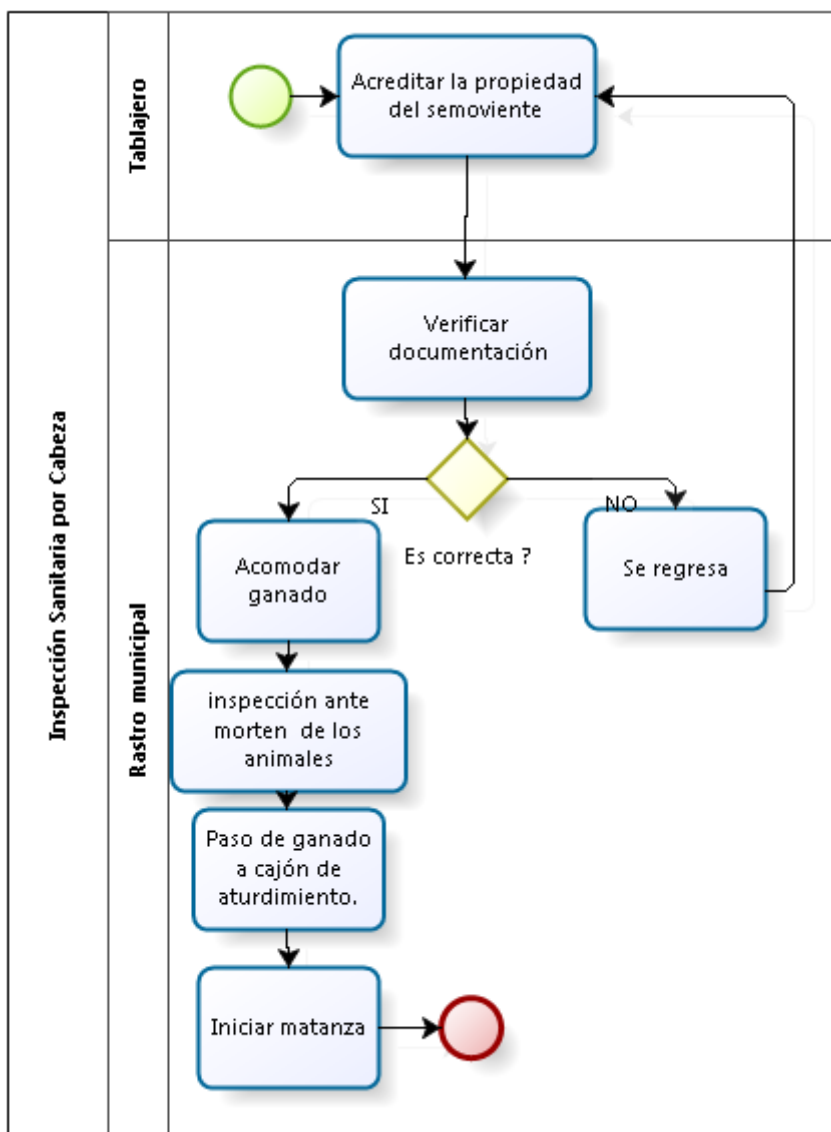 Inspección Sanitaria por Cabeza
Tablajero
Acreditar la propiedad
del semoviente
Rastro municipal
Verificar
documentación
SI
NO
Es correcta ?
Acomodar
ganado
Se regresa
inspección ante
morten de los
animales
Paso de ganado
a cajón de
aturdimiento.
Iniciar matanza